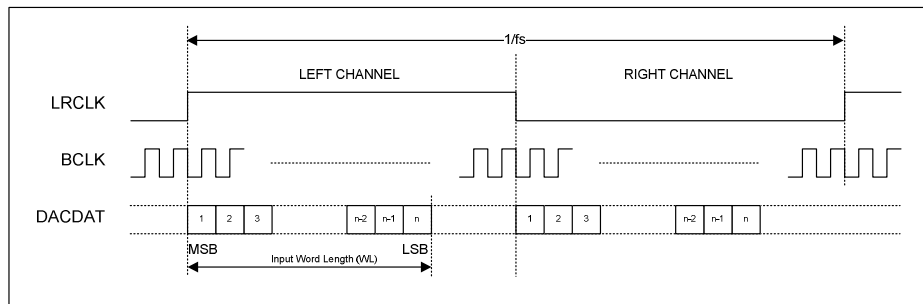 1/fs
LEFT CHANNEL RIGHT CHANNEL
LRCLK
BCLK
DACDAT
1 2 3 n-2 n-1 n 1 2 3 n-2 n-1 n
MSB LSB
Input Word Length (WL)